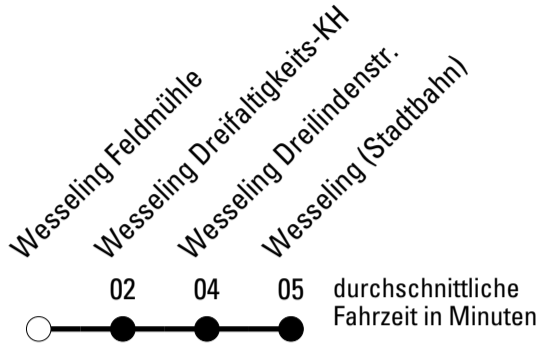 Wesseling Feldmühle
Wesseling Dreifaltigkeits-KH
Wesseling Dreilindenstr.
Wesseling (Stadtbahn)
02 04 05 durchschnittliche
Fahrzeit in Minuten